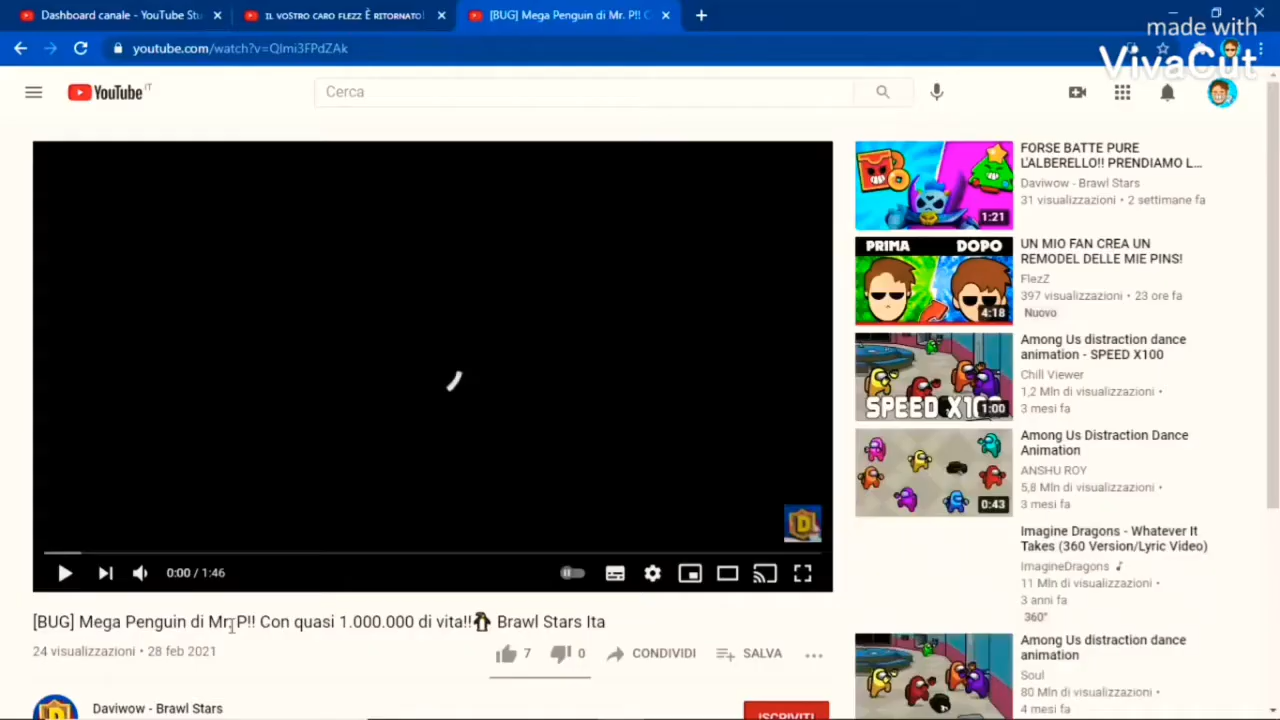 Dashboard canale - YouTube Stu
IL VOSTRO CARO FLEZZ È RITORNATO!
[BUG] Mega Penguin di Mr. P!! C
made with
VivaCut
youtube.com/watch?v=QImi3FPdZAk
YouTube IT
Cerca
FORSE BATTE PURE
L'ALBERELLO!! PRENDIAMO L...
Daviwow - Brawl Stars
31 visualizzazioni • 2 settimane fa
1:21
PRIMA DOPO
4:18
UN MIO FAN CREA UN
REMODEL DELLE MIE PINS!
FlezZ
397 visualizzazioni • 23 ore fa
Nuovo
SPEED X100
1:00
Among Us distraction dance
animation - SPEED X100
Chill Viewer
1,2 Mln di visualizzazioni •
3 mesi fa
0:43
Among Us Distraction Dance
Animation
ANSHU ROY
5,8 Mln di visualizzazioni •
3 mesi fa
Imagine Dragons - Whatever It
Takes (360 Version/Lyric Video)
ImagineDragons
11 Mln di visualizzazioni •
3 anni fa
360°
Among Us distraction dance
animation
Soul
80 Mln di visualizzazioni •
4 mesi fa
D
0:00 / 1:46
[BUG] Mega Penguin di Mr. P!! Con quasi 1.000.000 di vita!!🐧 Brawl Stars Ita
24 visualizzazioni • 28 feb 2021
7 0 CONDIVIDI SALVA
Daviwow - Brawl Stars
ISCRIVITI